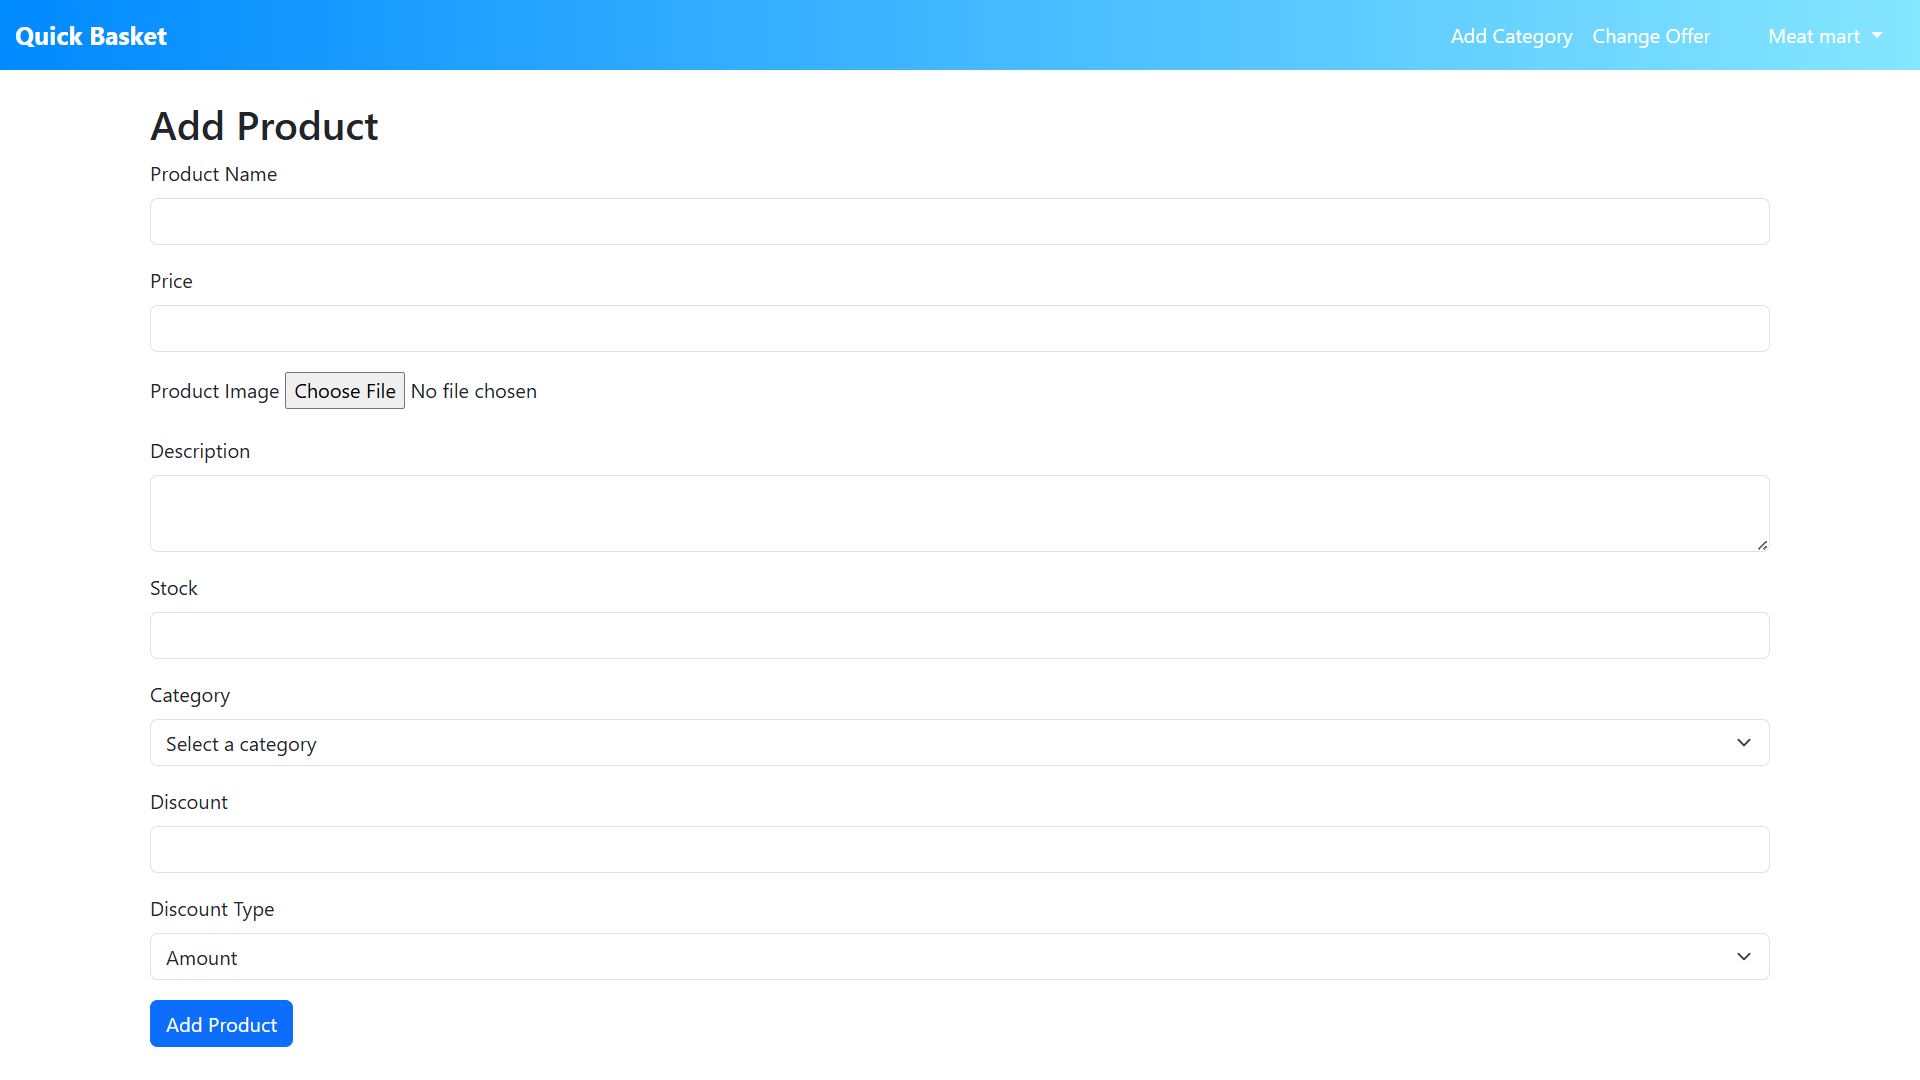 Quick Basket
Add Category Change Offer Meat mart
Add Product
Product Name
Price
Product Image Choose File No file chosen
Description
Stock
Category
Select a category
Discount
Discount Type
Amount
Add Product